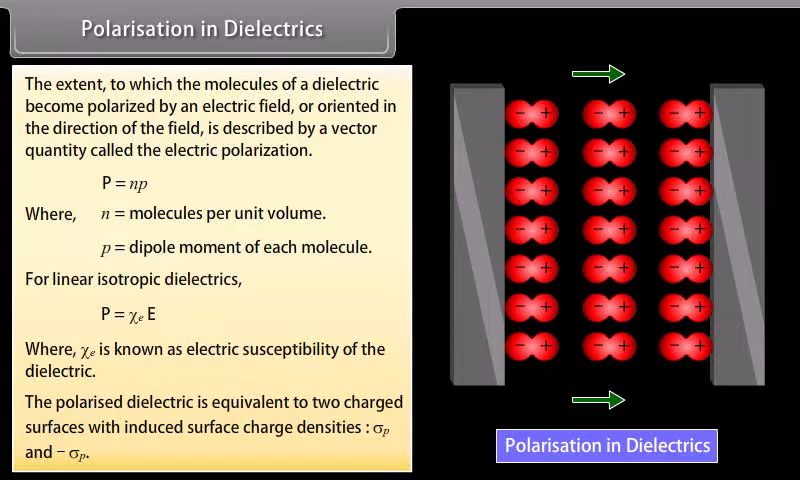 Polarisation in Dielectrics
The extent, to which the molecules of a dielectric
become polarized by an electric field, or oriented in
the direction of the field, is described by a vector
quantity called the electric polarization.
P = np
Where, n = molecules per unit volume.
p = dipole moment of each molecule.
For linear isotropic dielectrics,
P = χₑ E
Where, χₑ is known as electric susceptibility of the
dielectric.
The polarised dielectric is equivalent to two charged
surfaces with induced surface charge densities : σₚ
and − σₚ.
− + − + − +
− + − + − +
− + − + − +
− + − + − +
− + − + − +
− + − + − +
− + − + − +
Polarisation in Dielectrics